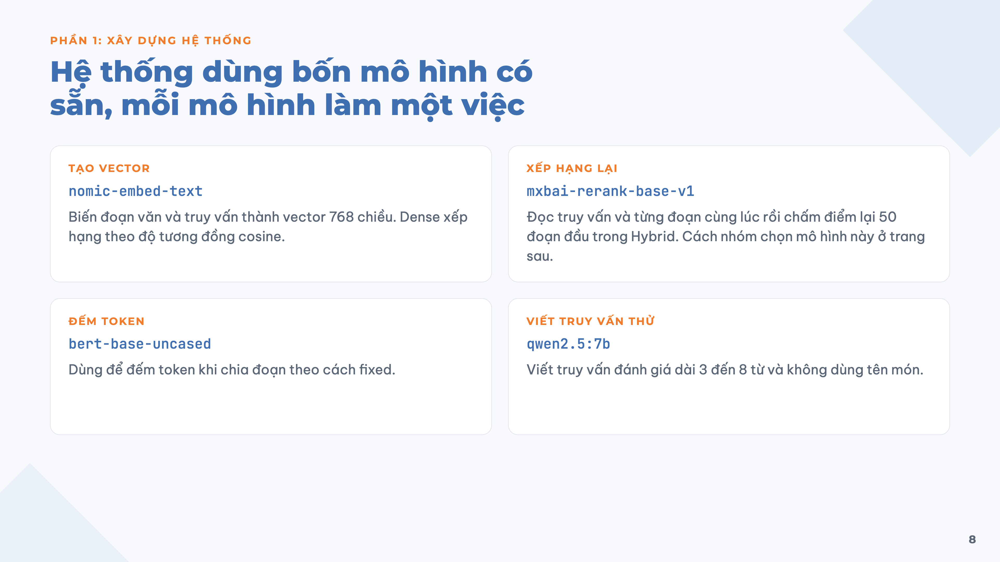 PHẦN 1: XÂY DỰNG HỆ THỐNG
Hệ thống dùng bốn mô hình có
sẵn, mỗi mô hình làm một việc
TẠO VECTOR
nomic-embed-text
Biến đoạn văn và truy vấn thành vector 768 chiều. Dense xếp
hạng theo độ tương đồng cosine.
XẾP HẠNG LẠI
mxbai-rerank-base-v1
Đọc truy vấn và từng đoạn cùng lúc rồi chấm điểm lại 50
đoạn đầu trong Hybrid. Cách nhóm chọn mô hình này ở trang
sau.
ĐẾM TOKEN
bert-base-uncased
Dùng để đếm token khi chia đoạn theo cách fixed.
VIẾT TRUY VẤN THỬ
qwen2.5:7b
Viết truy vấn đánh giá dài 3 đến 8 từ và không dùng tên món.
8